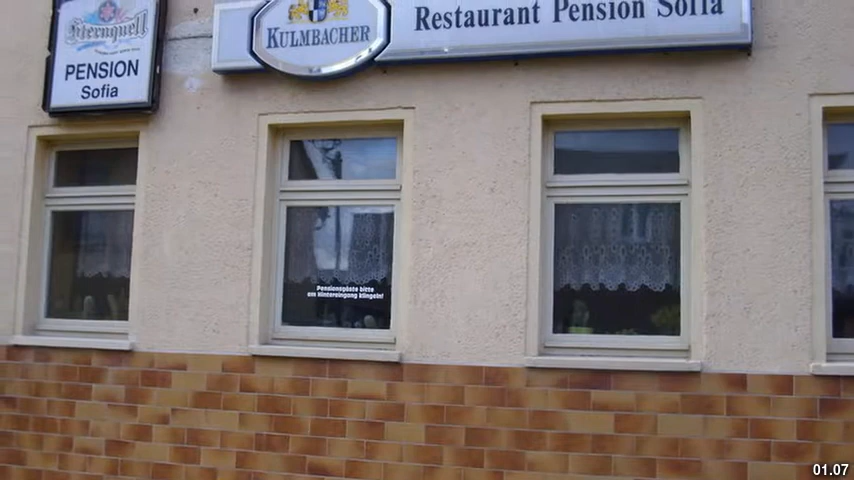 Sternquell
PENSION
Sofia
KULMBACHER
Restaurant Pension Sofia
Pensionsgäste bitte
am Hintereingang klingeln!
01.07